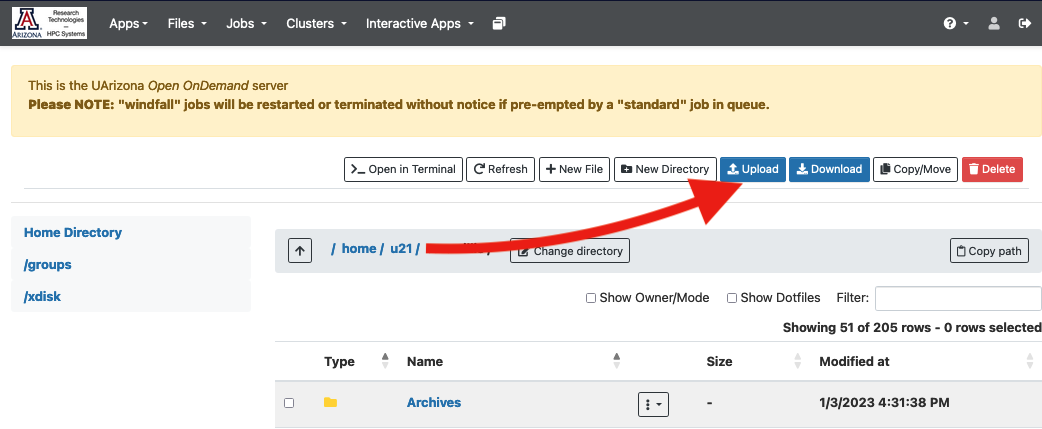 Research
Technologies
HPC Systems
ARIZONA
Apps Files Jobs Clusters Interactive Apps
This is the UArizona Open OnDemand server
Please NOTE: "windfall" jobs will be restarted or terminated without notice if pre-empted by a "standard" job in queue.
Open in Terminal Refresh New File New Directory Upload Download Copy/Move Delete
Home Directory
/groups
/xdisk
/ home / u21 / Change directory Copy path
Show Owner/Mode Show Dotfiles Filter:
Showing 51 of 205 rows - 0 rows selected
Type Name Size Modified at
Archives - 1/3/2023 4:31:38 PM